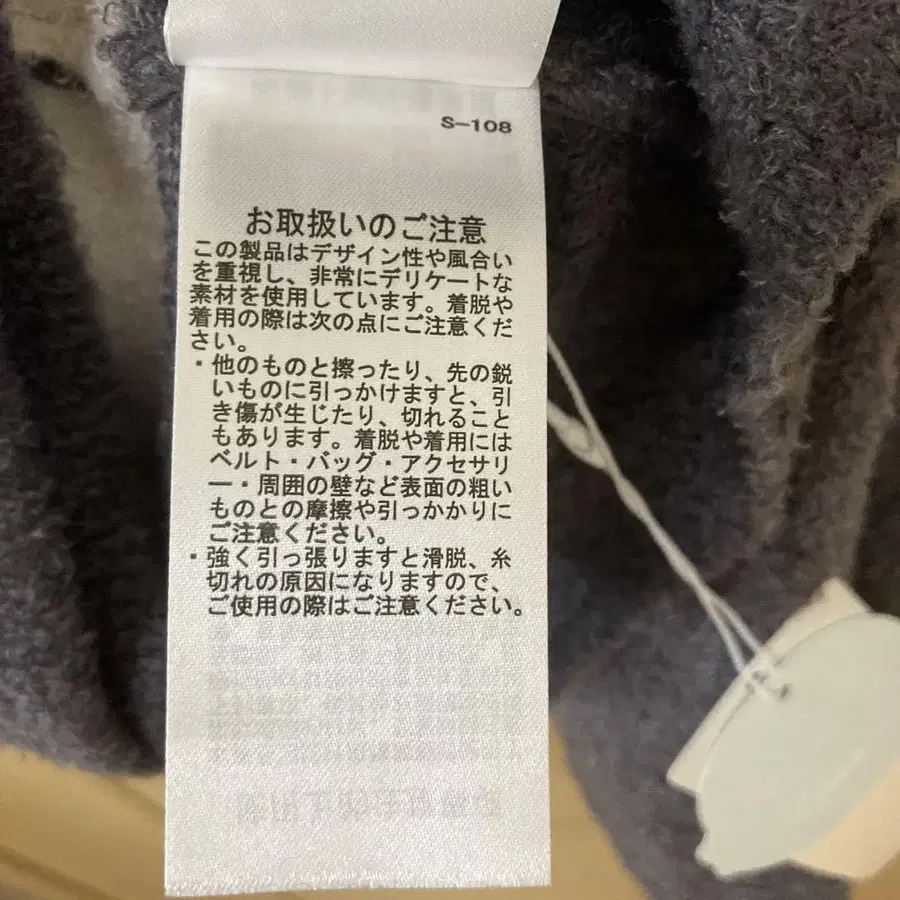 S-108
お取扱いのご注意
この製品はデザイン性や風合い
を重視し、非常にデリケートな
素材を使用しています。着脱や
着用の際は次の点にご注意くだ
さい。
・他のものと擦ったり、先の鋭
いものに引っかけますと、引
き傷が生じたり、切れること
もあります。着脱や着用には
ベルト・バッグ・アクセサリ
ー・周囲の壁など表面の粗い
ものとの摩擦や引っかかりに
ご注意ください。
・強く引っ張りますと滑脱、糸
切れの原因になりますので、
ご使用の際はご注意ください。